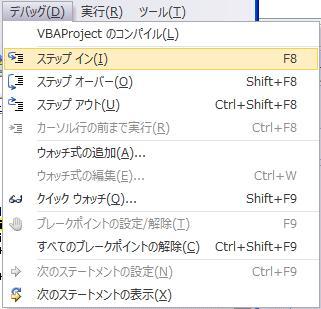 デバッグ(D) 実行(R) ツール(T)
VBAProject のコンパイル(L)
ステップ イン(I) F8
ステップ オーバー(O) Shift+F8
ステップ アウト(U) Ctrl+Shift+F8
カーソル行の前まで実行(R) Ctrl+F8
ウォッチ式の追加(A)...
ウォッチ式の編集(E)... Ctrl+W
クイック ウォッチ(Q)... Shift+F9
ブレークポイントの設定/解除(T) F9
すべてのブレークポイントの解除(C) Ctrl+Shift+F9
次のステートメントの設定(N) Ctrl+F9
次のステートメントの表示(X)